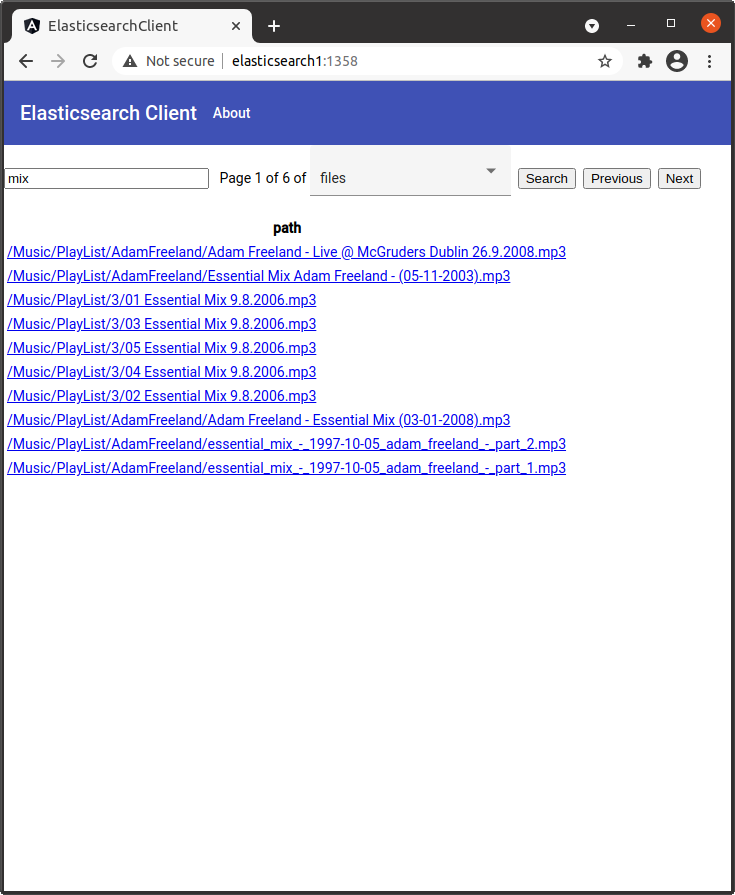 ElasticsearchClient
Not secure elasticsearch1:1358
Elasticsearch Client About
mix Page 1 of 6 of files Search Previous Next
path
/Music/PlayList/AdamFreeland/Adam Freeland - Live @ McGruders Dublin 26.9.2008.mp3
/Music/PlayList/AdamFreeland/Essential Mix Adam Freeland - (05-11-2003).mp3
/Music/PlayList/3/01 Essential Mix 9.8.2006.mp3
/Music/PlayList/3/03 Essential Mix 9.8.2006.mp3
/Music/PlayList/3/05 Essential Mix 9.8.2006.mp3
/Music/PlayList/3/04 Essential Mix 9.8.2006.mp3
/Music/PlayList/3/02 Essential Mix 9.8.2006.mp3
/Music/PlayList/AdamFreeland/Adam Freeland - Essential Mix (03-01-2008).mp3
/Music/PlayList/AdamFreeland/essential_mix_-_1997-10-05_adam_freeland_-_part_2.mp3
/Music/PlayList/AdamFreeland/essential_mix_-_1997-10-05_adam_freeland_-_part_1.mp3